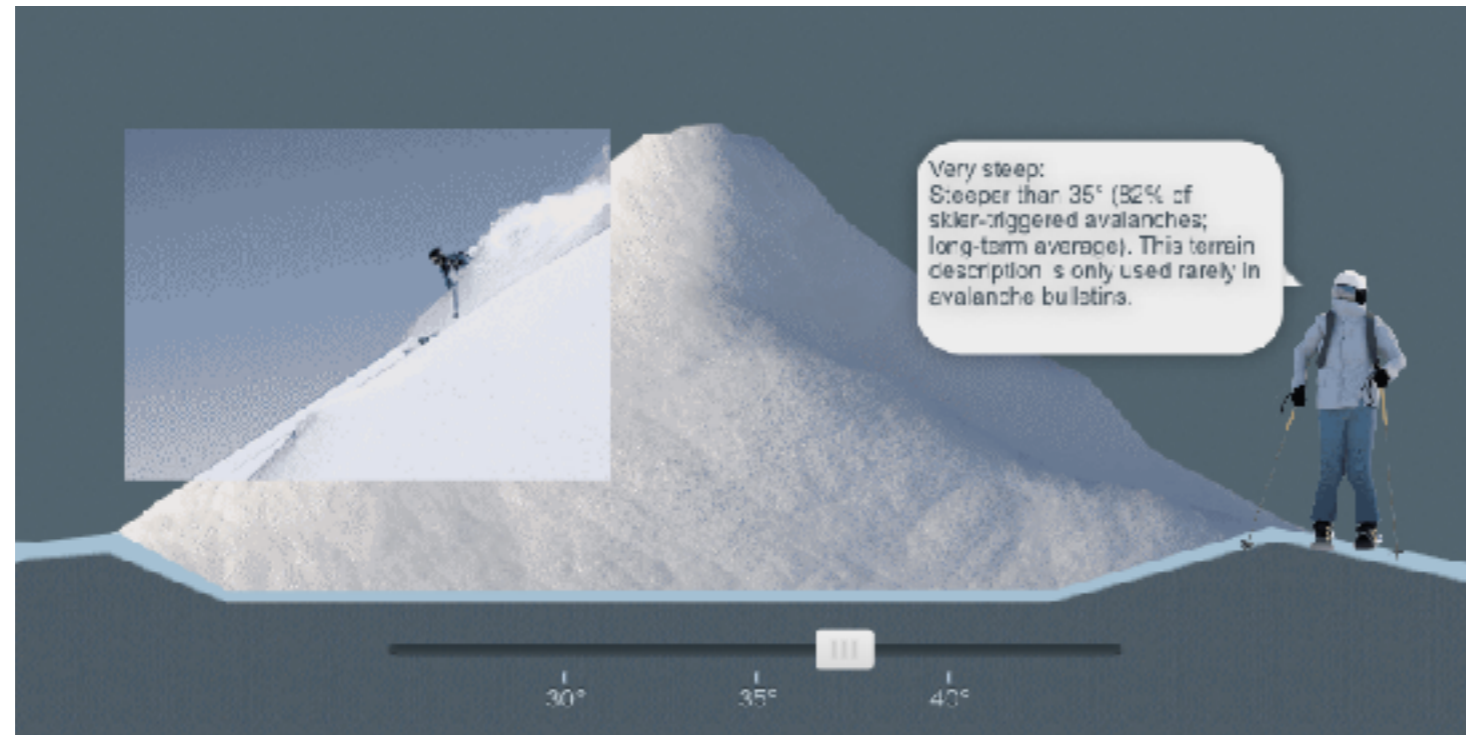 Very steep:
Steeper than 35° (82% of
skier-triggered avalanches;
long-term average). This terrain
description is only used rarely in
avalanche bulletins.
30°
35°
40°